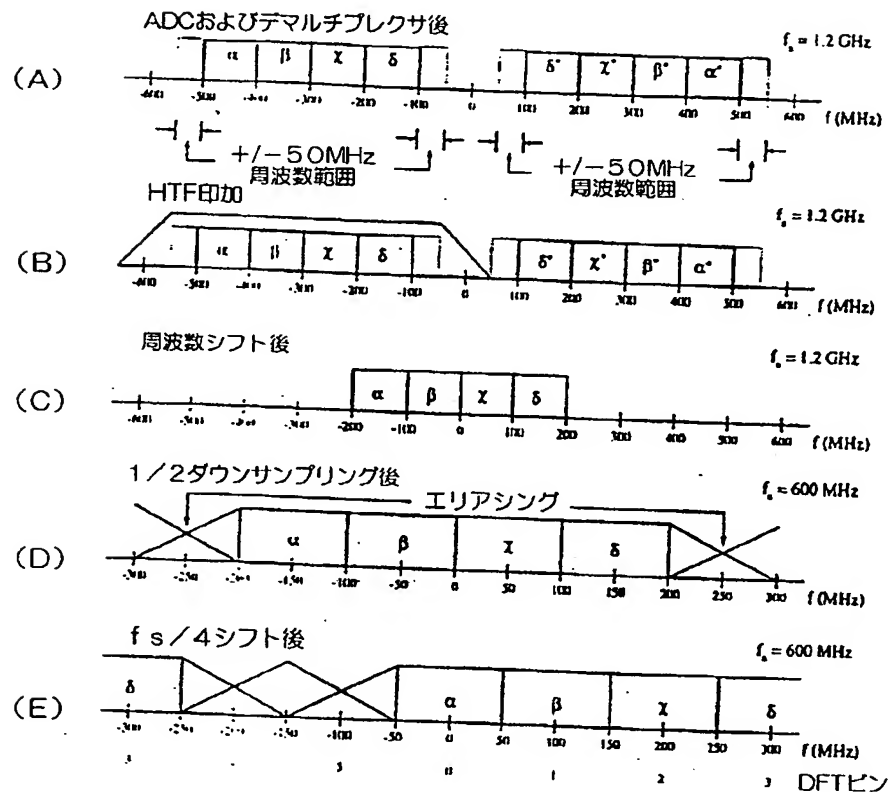 ADCおよびデマルチプレクサ後
fs = 1.2 GHz
(A)
α β χ δ δ* χ* β* α*
-600 -500 -400 -300 -200 -100 0 100 200 300 400 500 600 f (MHz)
+/-50MHz
周波数範囲
+/-50MHz
周波数範囲
HTF印加
fs = 1.2 GHz
(B)
α β χ δ δ* χ* β* α*
-600 -500 -400 -300 -200 -100 0 100 200 300 400 500 600 f (MHz)
周波数シフト後
fs = 1.2 GHz
(C)
α β χ δ
-600 -500 -400 -300 -200 -100 0 100 200 300 400 500 600 f (MHz)
1/2ダウンサンプリング後
エリアシング
fs = 600 MHz
(D)
α β χ δ
-300 -250 -200 -150 -100 -50 0 50 100 150 200 250 300 f (MHz)
fs/4シフト後
fs = 600 MHz
(E)
δ α β χ δ
-300 -250 -200 -150 -100 -50 0 50 100 150 200 250 300 f (MHz)
3 0 1 2 3 DFTビン